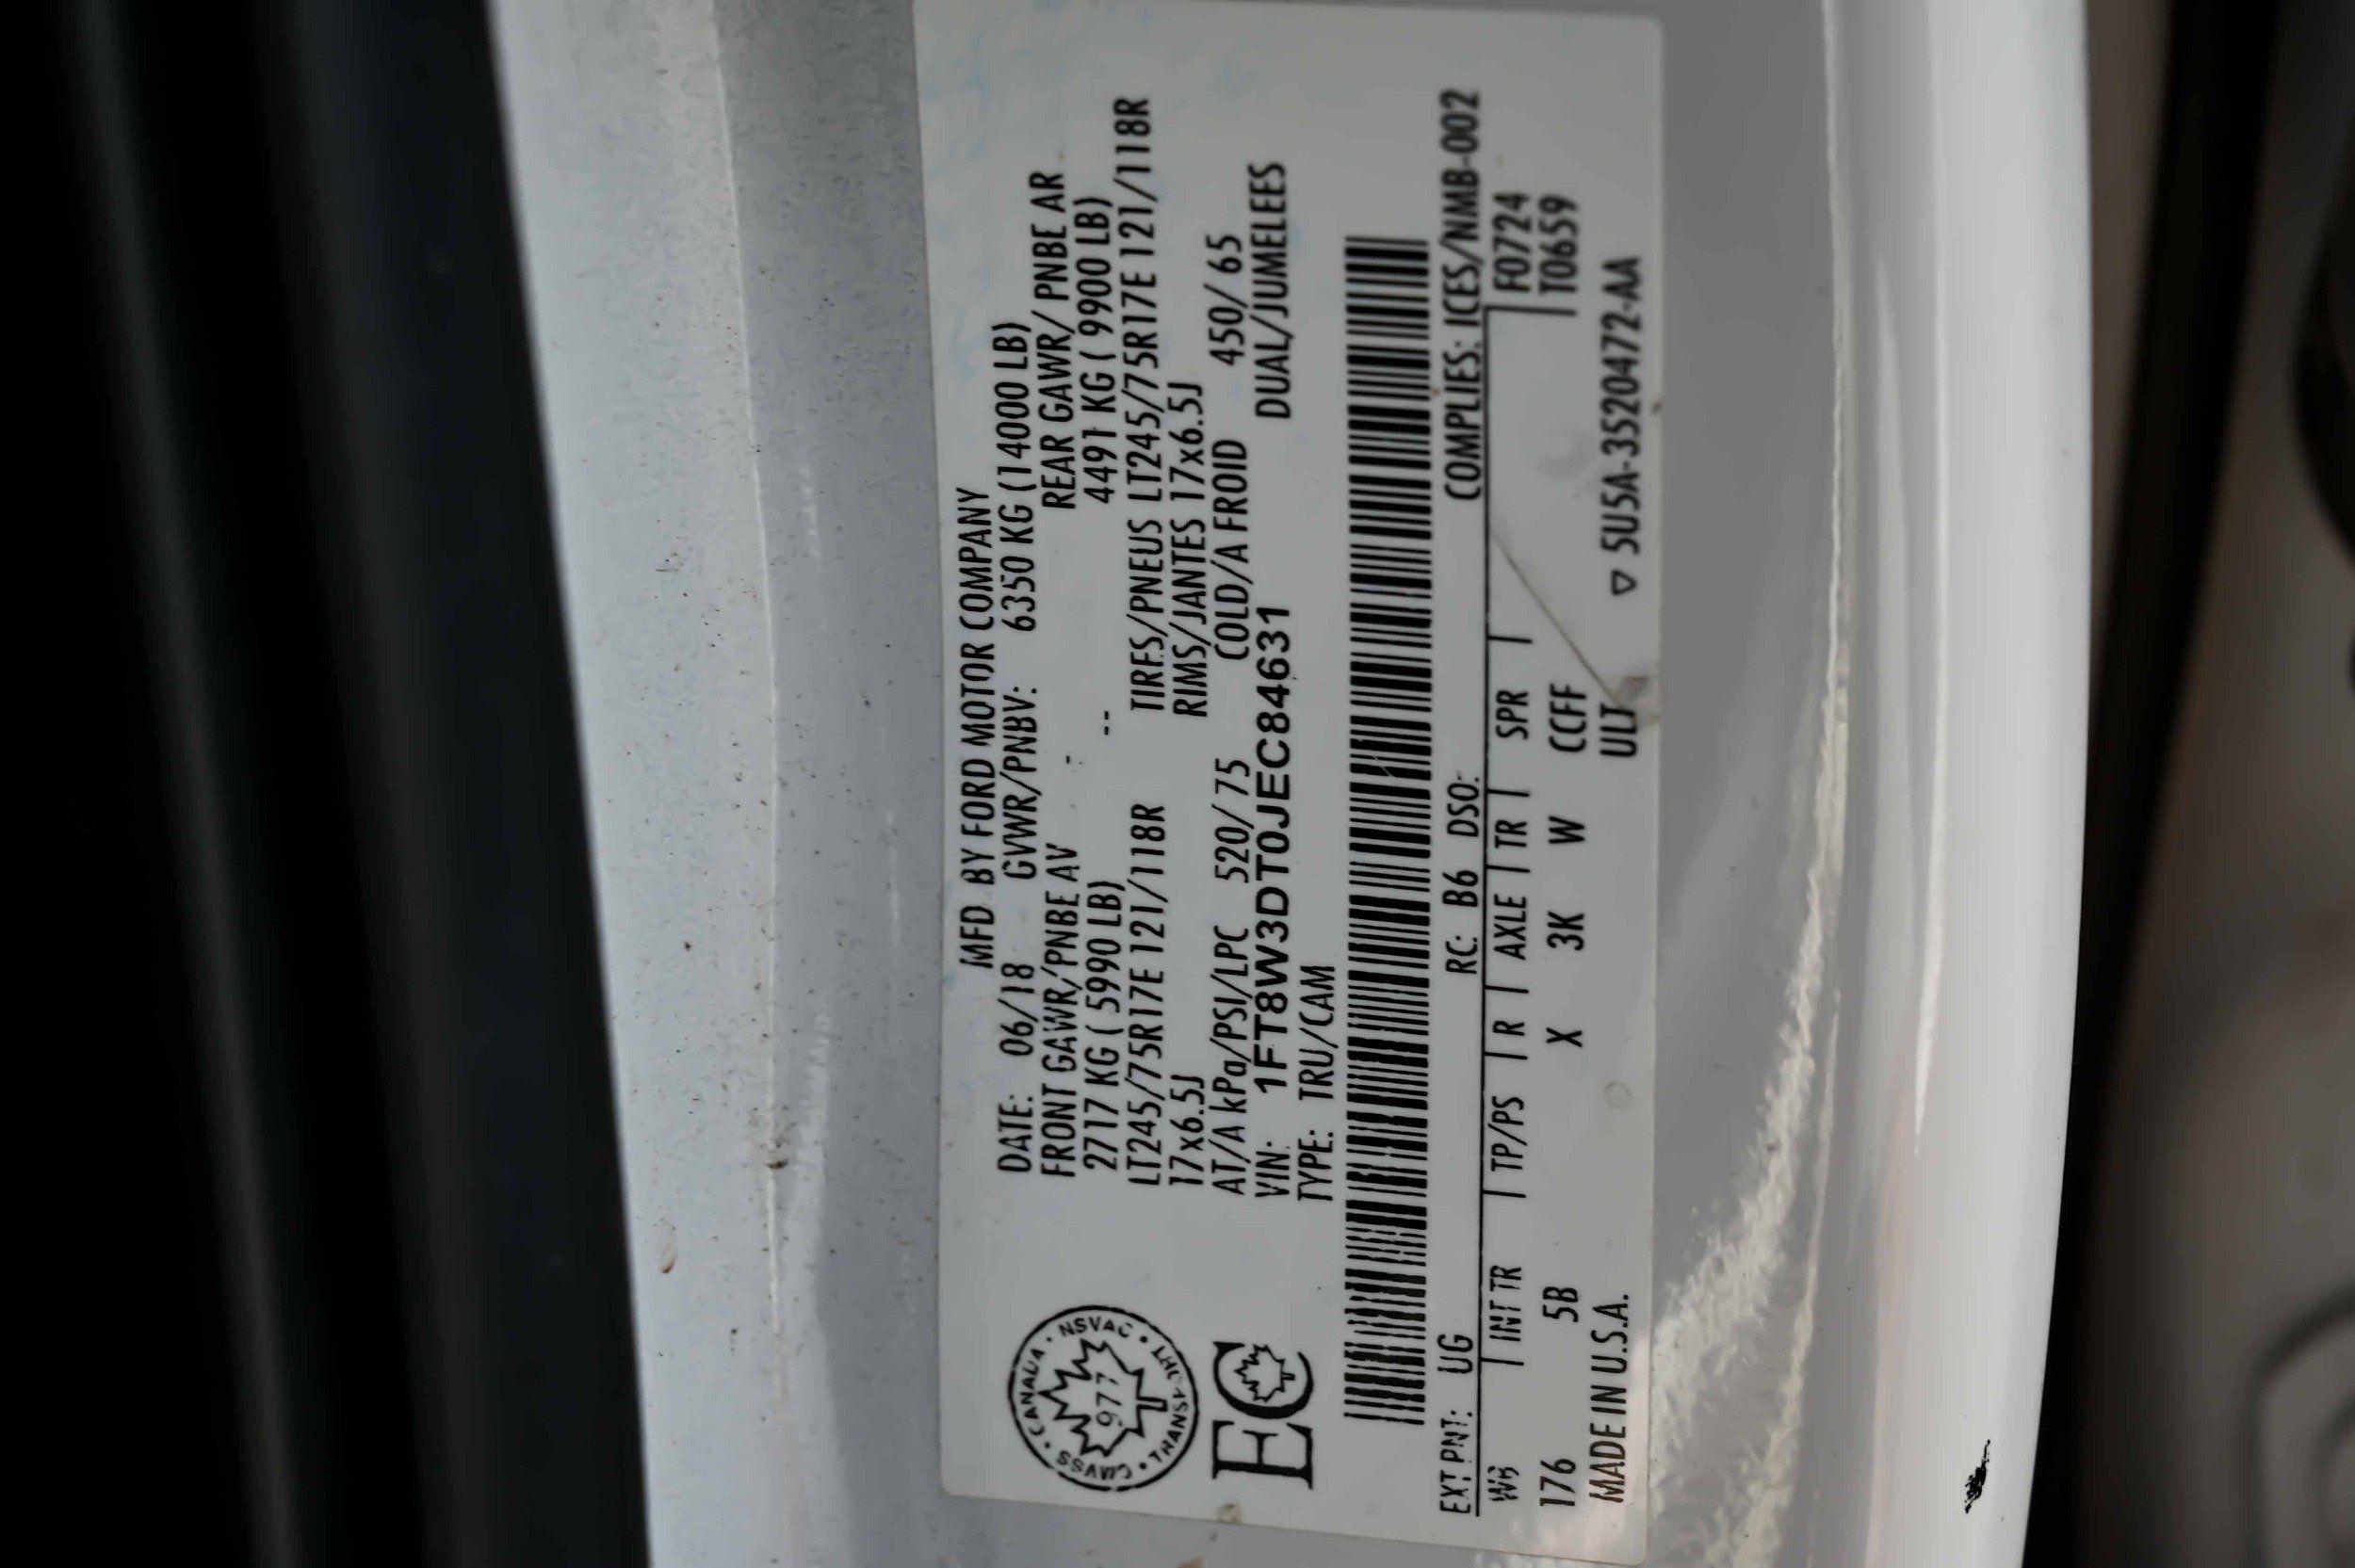 MFD BY FORD MOTOR COMPANY
DATE: 06/18 GVWR/PNBV: 6350 KG (14000 LB)
FRONT GAWR/PNBE AV REAR GAWR/ PNBE AR
2717 KG ( 5990 LB) -- 4491 KG ( 9900 LB)
LT245/75R17E 121/118R TIRES/PNEUS LT245/75R17E 121/118R
17x6.5J RIMS/JANTES 17x6.5J
AT/A kPa/PSI/LPC 520/75 COLD/A FROID 450/65
VIN: 1FT8W3DT0JEC84631 DUAL/JUMELEES
TYPE: TRU/CAM
CANADA · NSVAC · TRANSPORT · CMVSS
977
EC
EXT PNT: UG RC: B6 DSO: COMPLIES: ICES/NMB-002
WB | INT TR | TP/PS | R | AXLE | TR | SPR | F0724
176 5B X 3K W CCFF T0659
MADE IN U.S.A. ULT ▽ 5U5A-3520472-AA